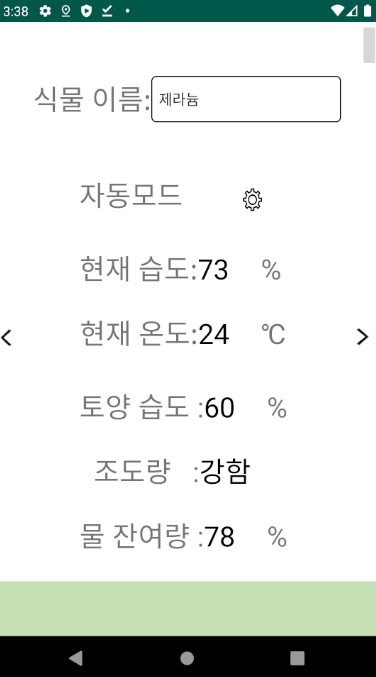 3:38
식물 이름:제라늄
자동모드
현재 습도:73 %
현재 온도:24 ℃
토양 습도 :60 %
조도량 :강함
물 잔여량 :78 %